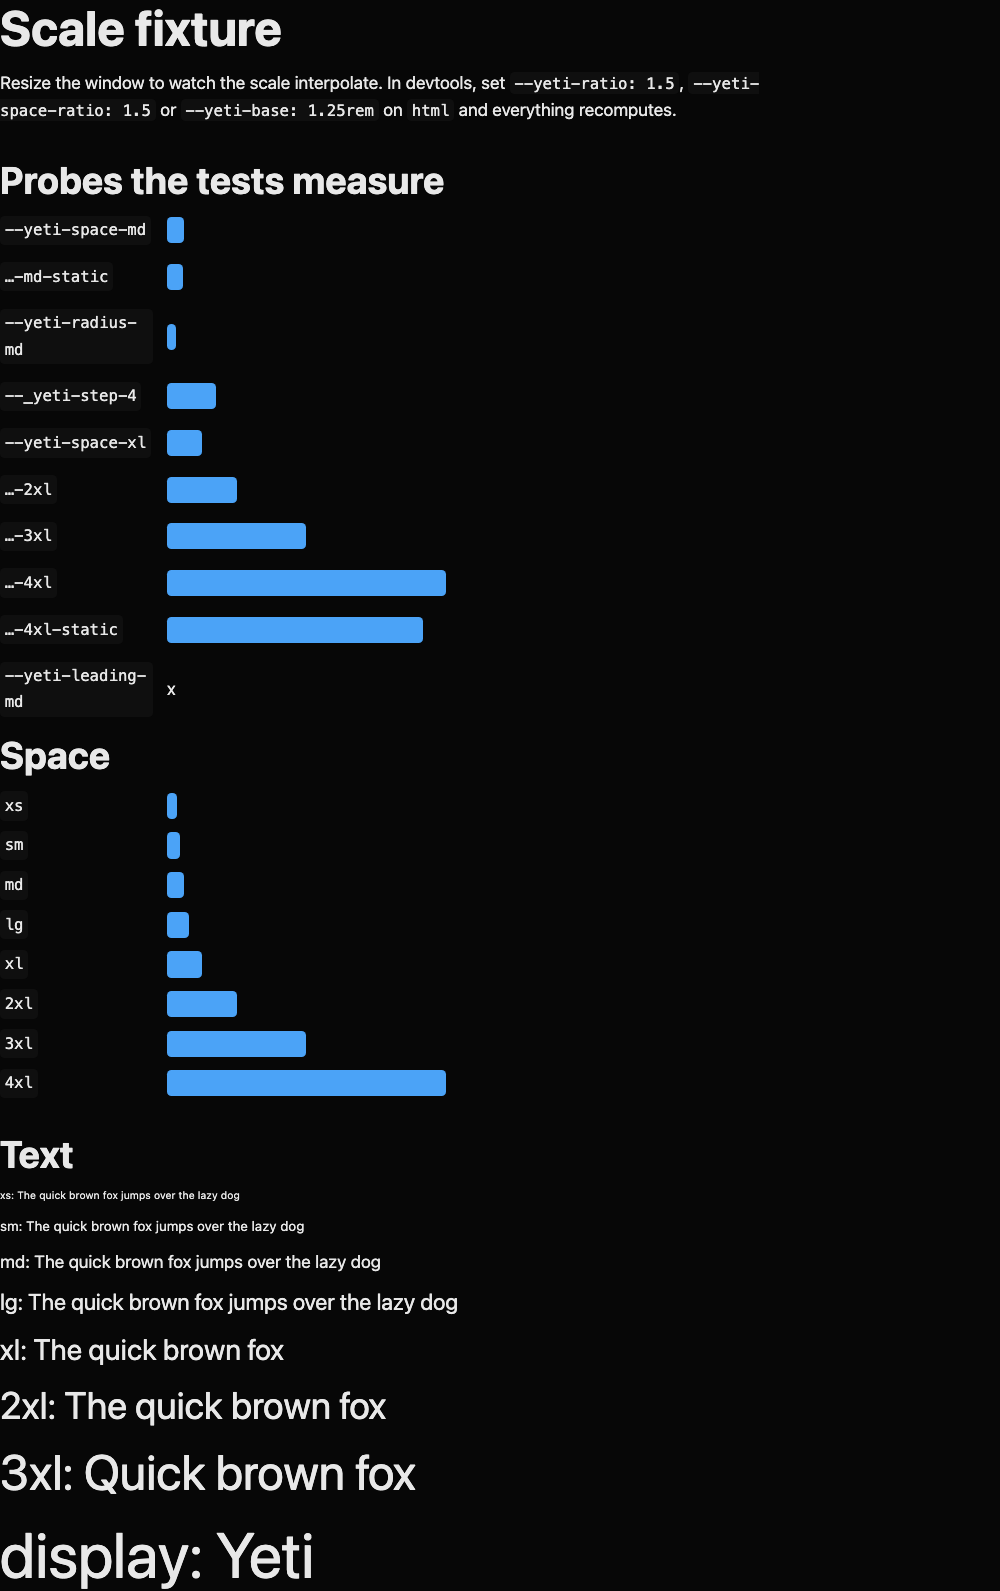 Scale fixture
Resize the window to watch the scale interpolate. In devtools, set --yeti-ratio: 1.5, --yeti-
space-ratio: 1.5 or --yeti-base: 1.25rem on html and everything recomputes.
Probes the tests measure
--yeti-space-md
…-md-static
--yeti-radius-
md
--_yeti-step-4
--yeti-space-xl
…-2xl
…-3xl
…-4xl
…-4xl-static
--yeti-leading-
md
x
Space
xs
sm
md
lg
xl
2xl
3xl
4xl
Text
xs: The quick brown fox jumps over the lazy dog
sm: The quick brown fox jumps over the lazy dog
md: The quick brown fox jumps over the lazy dog
lg: The quick brown fox jumps over the lazy dog
xl: The quick brown fox
2xl: The quick brown fox
3xl: Quick brown fox
display: Yeti